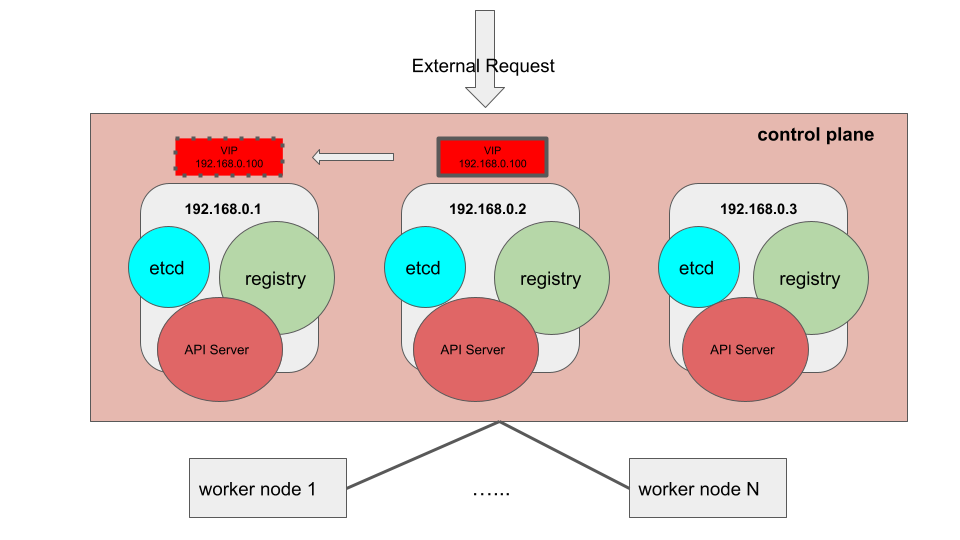 External Request
control plane
VIP
192.168.0.100
VIP
192.168.0.100
192.168.0.1
192.168.0.2
192.168.0.3
etcd
registry
API Server
etcd
registry
API Server
etcd
registry
API Server
worker node 1
…...
worker node N